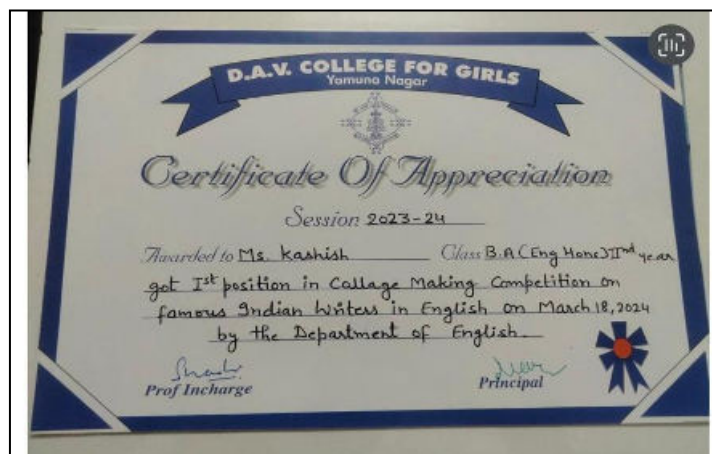 D.A.V. COLLEGE FOR GIRLS
Yamuna Nagar
Certificate Of Appreciation
Session 2023-24
Awarded to Ms. Kashish Class B.A (Eng Hons) IInd year
got Ist position in Collage Making Competition on
famous Indian Writers in English on March 18, 2024
by the Department of English.
Prof Incharge Principal